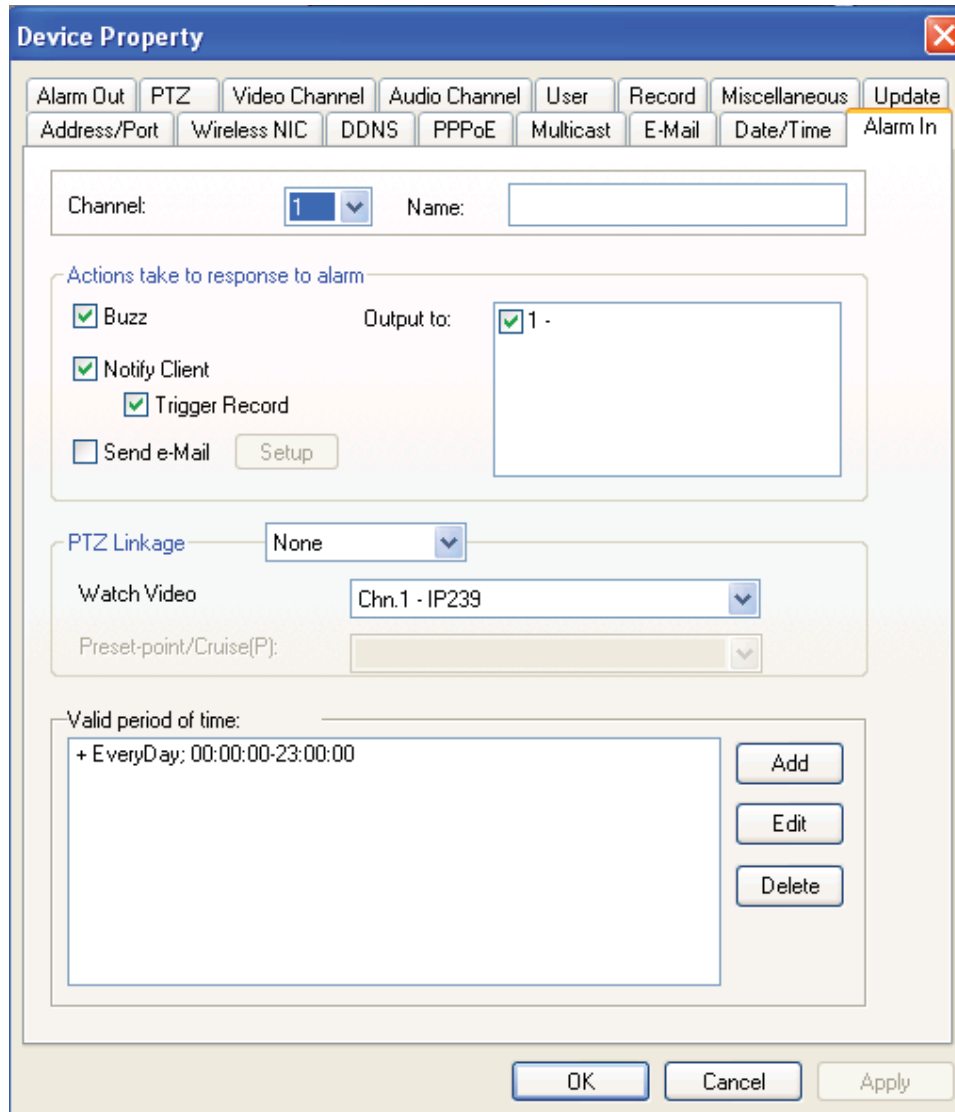 Device Property
Alarm Out PTZ Video Channel Audio Channel User Record Miscellaneous Update
Address/Port Wireless NIC DDNS PPPoE Multicast E-Mail Date/Time Alarm In
Channel: 1 Name:
Actions take to response to alarm
Buzz Output to: 1 -
Notify Client
Trigger Record
Send e-Mail Setup
PTZ Linkage None
Watch Video Chn.1 - IP239
Preset-point/Cruise(P):
Valid period of time:
+ EveryDay; 00:00:00-23:00:00
Add
Edit
Delete
OK Cancel Apply